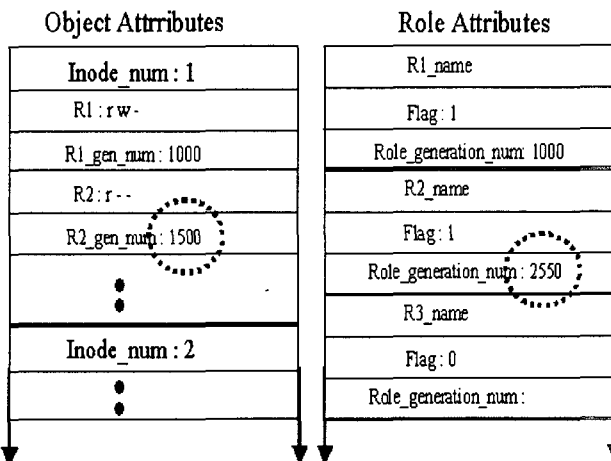 Object Attrributes
Inode_num : 1
R1 : r w -
R1_gen_num : 1000
R2 : r - -
R2_gen_num : 1500
Inode_num : 2
Role Attributes
R1_name
Flag : 1
Role_generation_num: 1000
R2_name
Flag : 1
Role_generation_num : 2550
R3_name
Flag : 0
Role_generation_num :